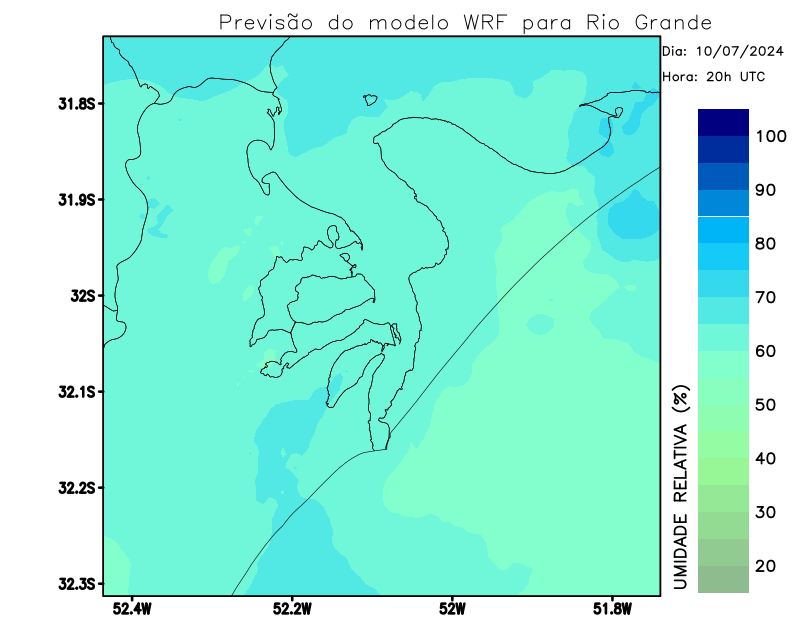 Previsão do modelo WRF para Rio Grande
Dia: 10/07/2024
Hora: 20h UTC
31.8S
31.9S
32S
32.1S
32.2S
32.3S
52.4W
52.2W
52W
51.8W
100
90
80
70
60
50
40
30
20
UMIDADE RELATIVA (%)